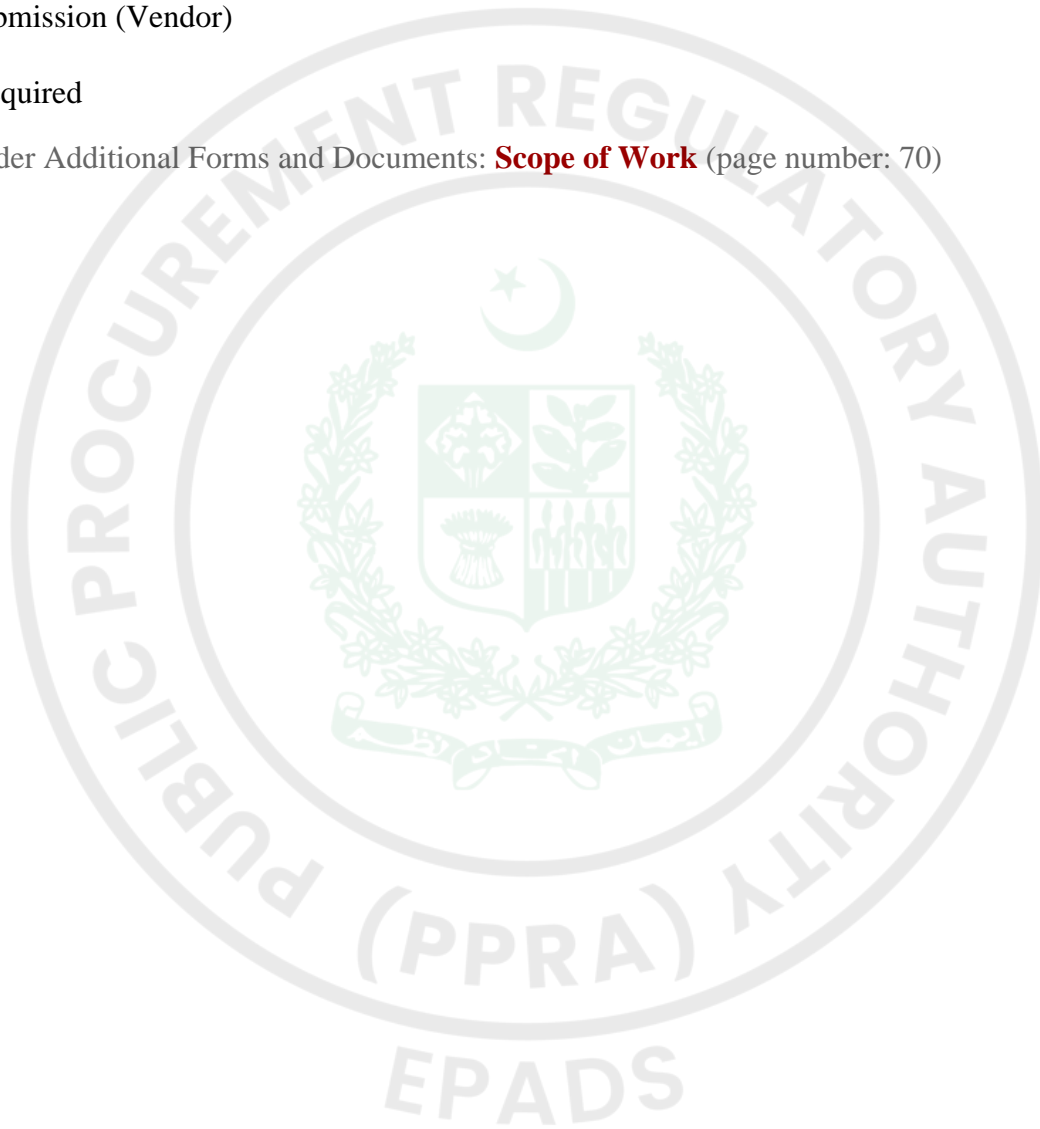 bmission (Vendor)
quired
der Additional Forms and Documents: Scope of Work (page number: 70)
PUBLIC PROCUREMENT REGULATORY AUTHORITY
(PPRA)
EPADS